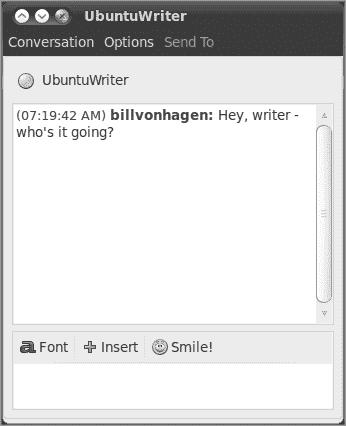 UbuntuWriter
Conversation Options Send To
UbuntuWriter
(07:19:42 AM) billvonhagen: Hey, writer -
who's it going?
Font Insert Smile!